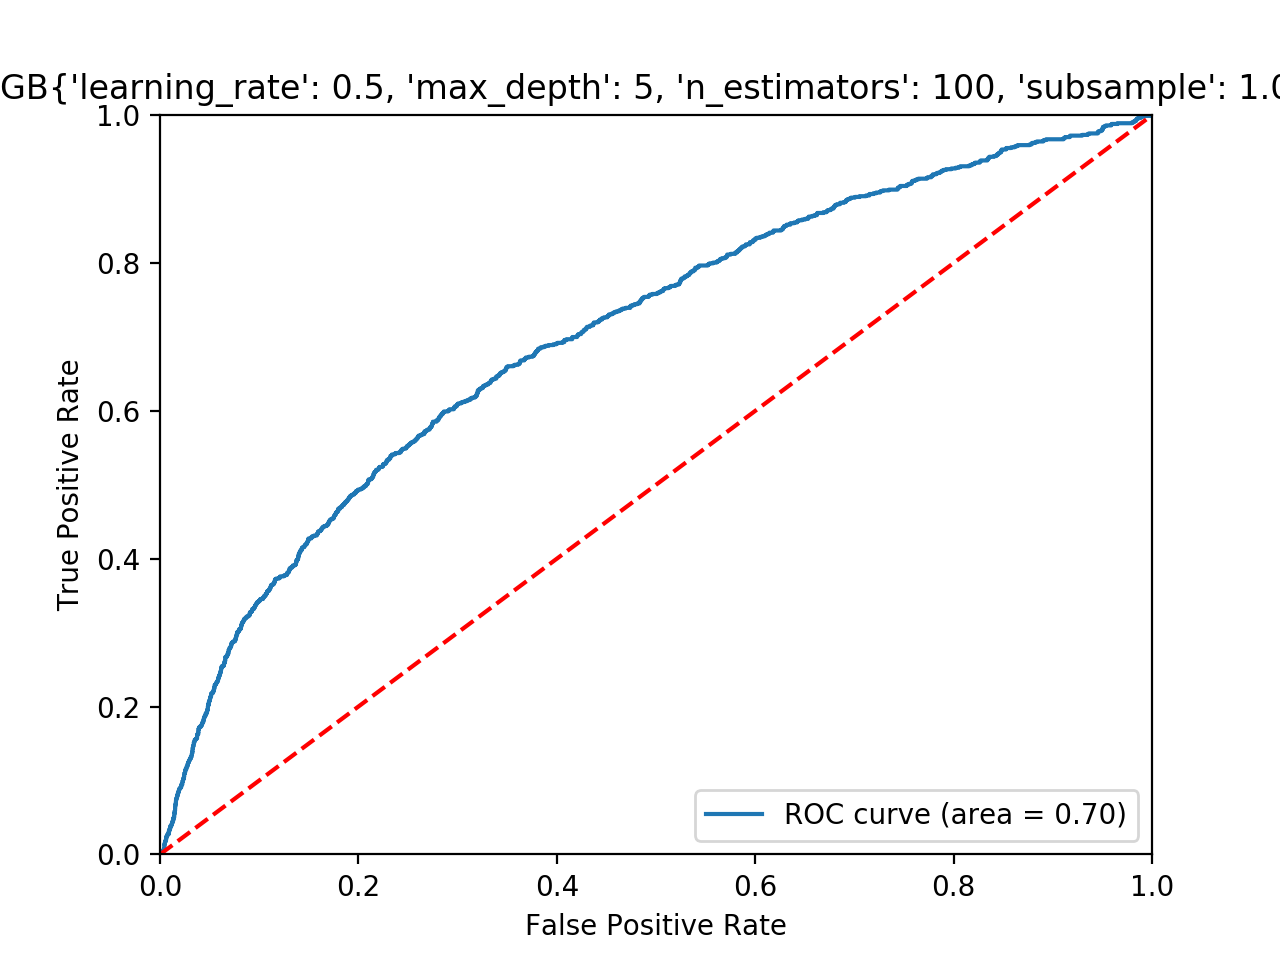 GB{'learning_rate': 0.5, 'max_depth': 5, 'n_estimators': 100, 'subsample': 1.0
1.0
0.8
0.6
0.4
0.2
0.0
True Positive Rate
ROC curve (area = 0.70)
0.0 0.2 0.4 0.6 0.8 1.0
False Positive Rate